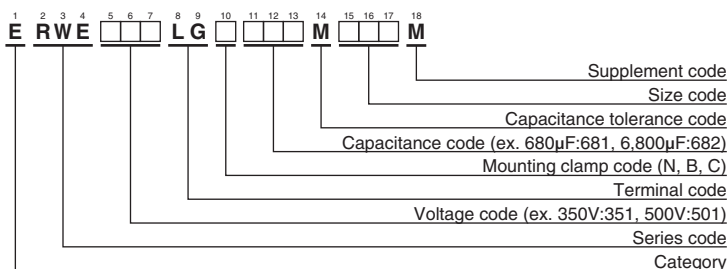 1 2 3 4 5 6 7 8 9 10 11 12 13 14 15 16 17 18
E RWE □□□ LG □ □□□ M □□□ M
Supplement code
Size code
Capacitance tolerance code
Capacitance code (ex. 680µF:681, 6,800µF:682)
Mounting clamp code (N, B, C)
Terminal code
Voltage code (ex. 350V:351, 500V:501)
Series code
Category